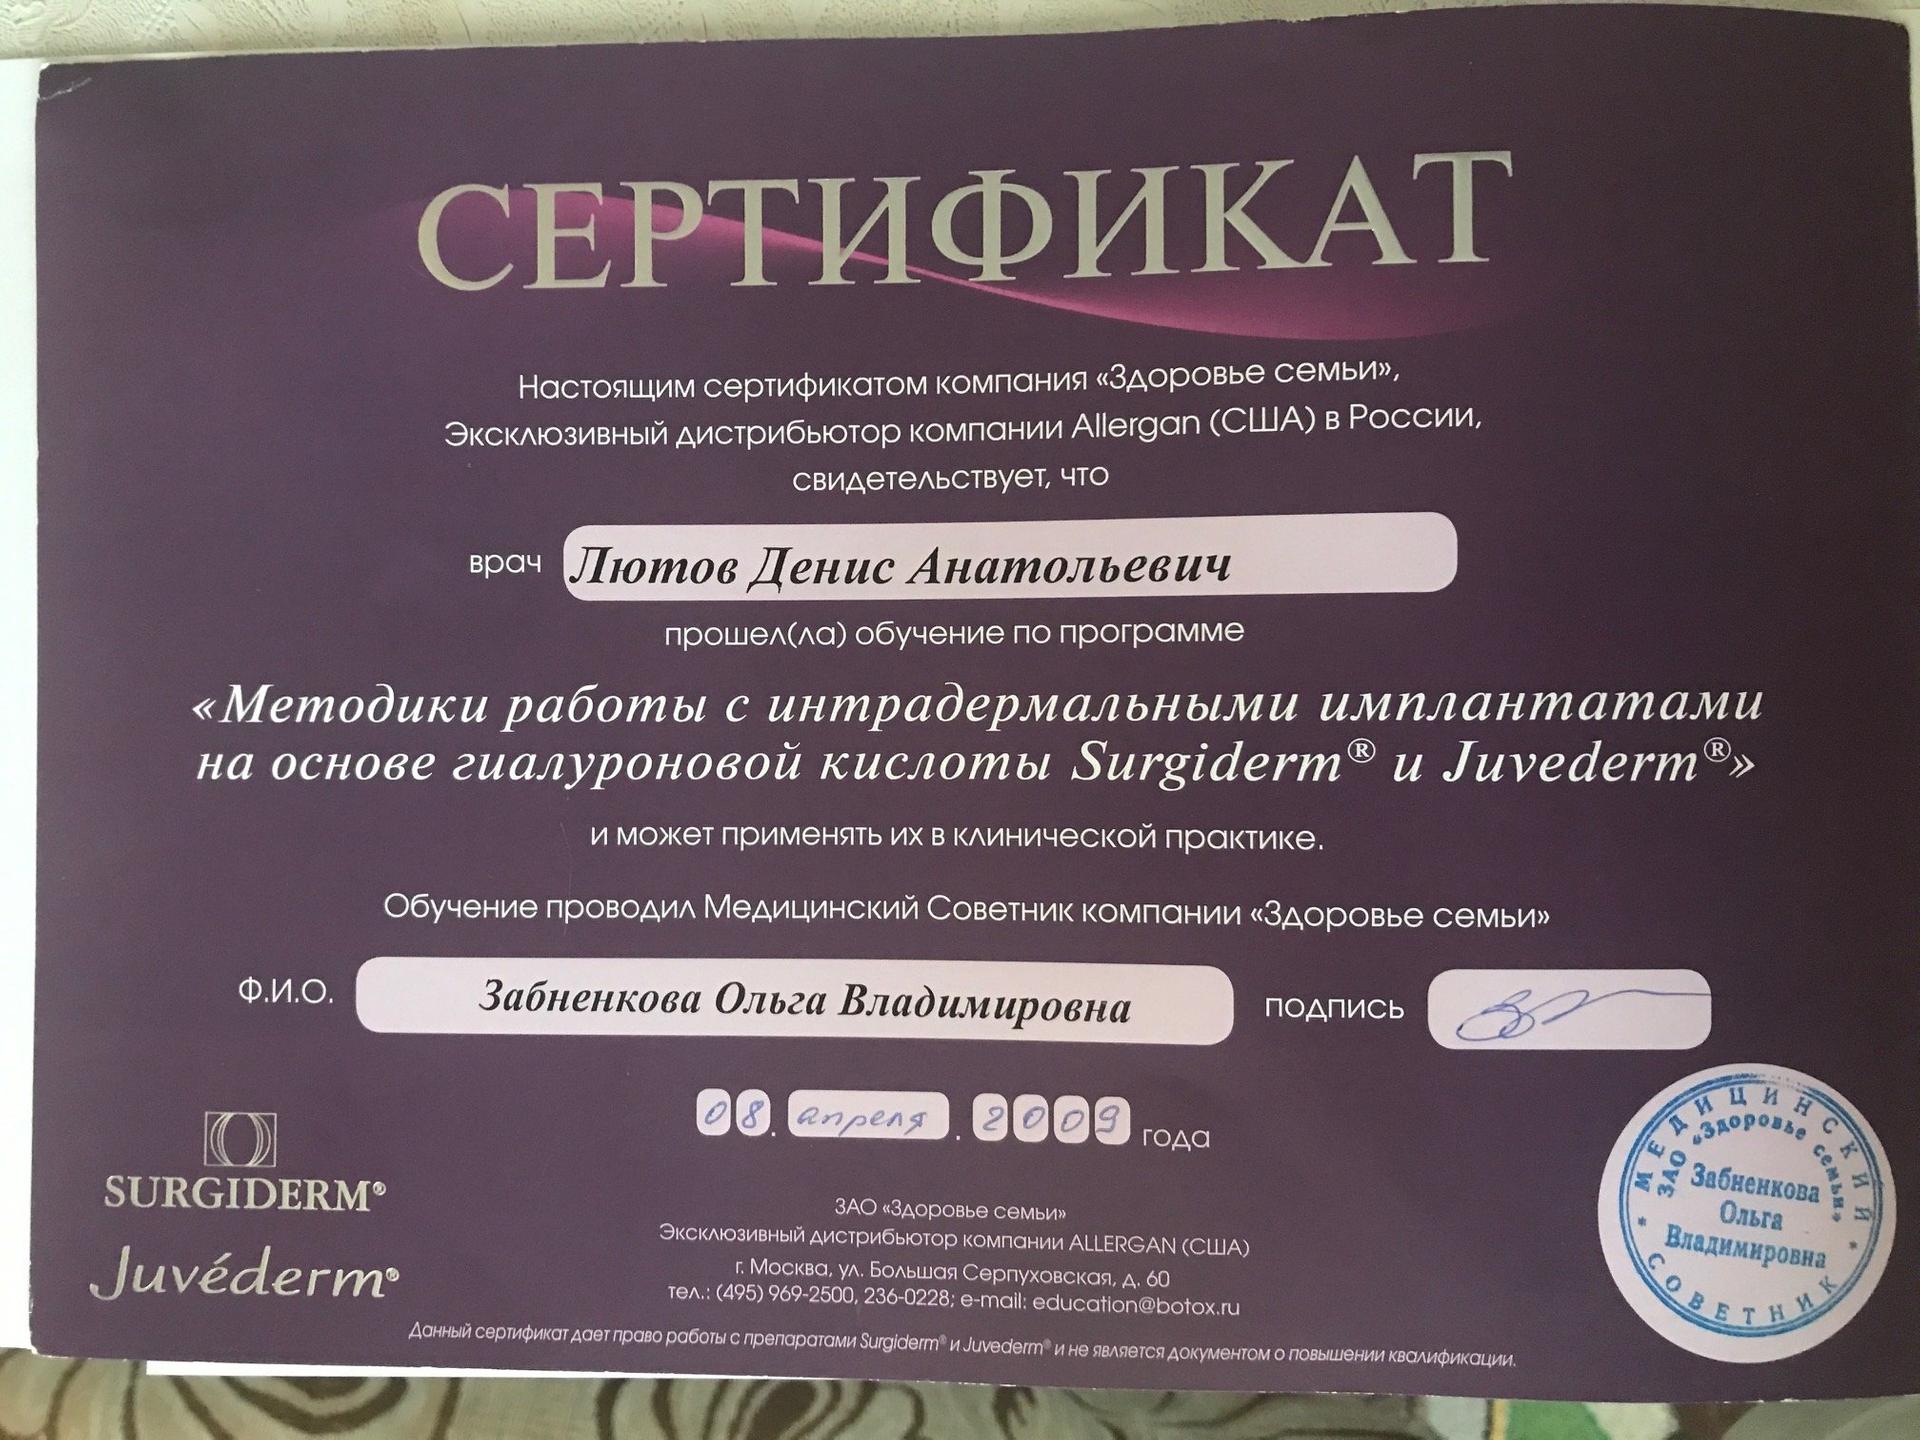 СЕРТИФИКАТ
Настоящим сертификатом компания «Здоровье семьи»,
Эксклюзивный дистрибьютор компании Allergan (США) в России,
свидетельствует, что
врач Лютов Денис Анатольевич
прошел(ла) обучение по программе
«Методики работы с интрадермальными имплантатами
на основе гиалуроновой кислоты Surgiderm® и Juvederm®»
и может применять их в клинической практике.
Обучение проводил Медицинский Советник компании «Здоровье семьи»
Ф.И.О. Забненкова Ольга Владимировна подпись
08. апреля. 2009 года
SURGIDERM®
Juvéderm®
ЗАО «Здоровье семьи»
Эксклюзивный дистрибьютор компании ALLERGAN (США)
г. Москва, ул. Большая Серпуховская, д. 60
тел.: (495) 969-2500, 236-0228; e-mail: education@botox.ru
Данный сертификат дает право работы с препаратами Surgiderm® и Juvederm® и не является документом о повышении квалификации.
* МЕДИЦИНСКИЙ * СОВЕТНИК
ЗАО «Здоровье семьи»
Забненкова
Ольга
Владимировна